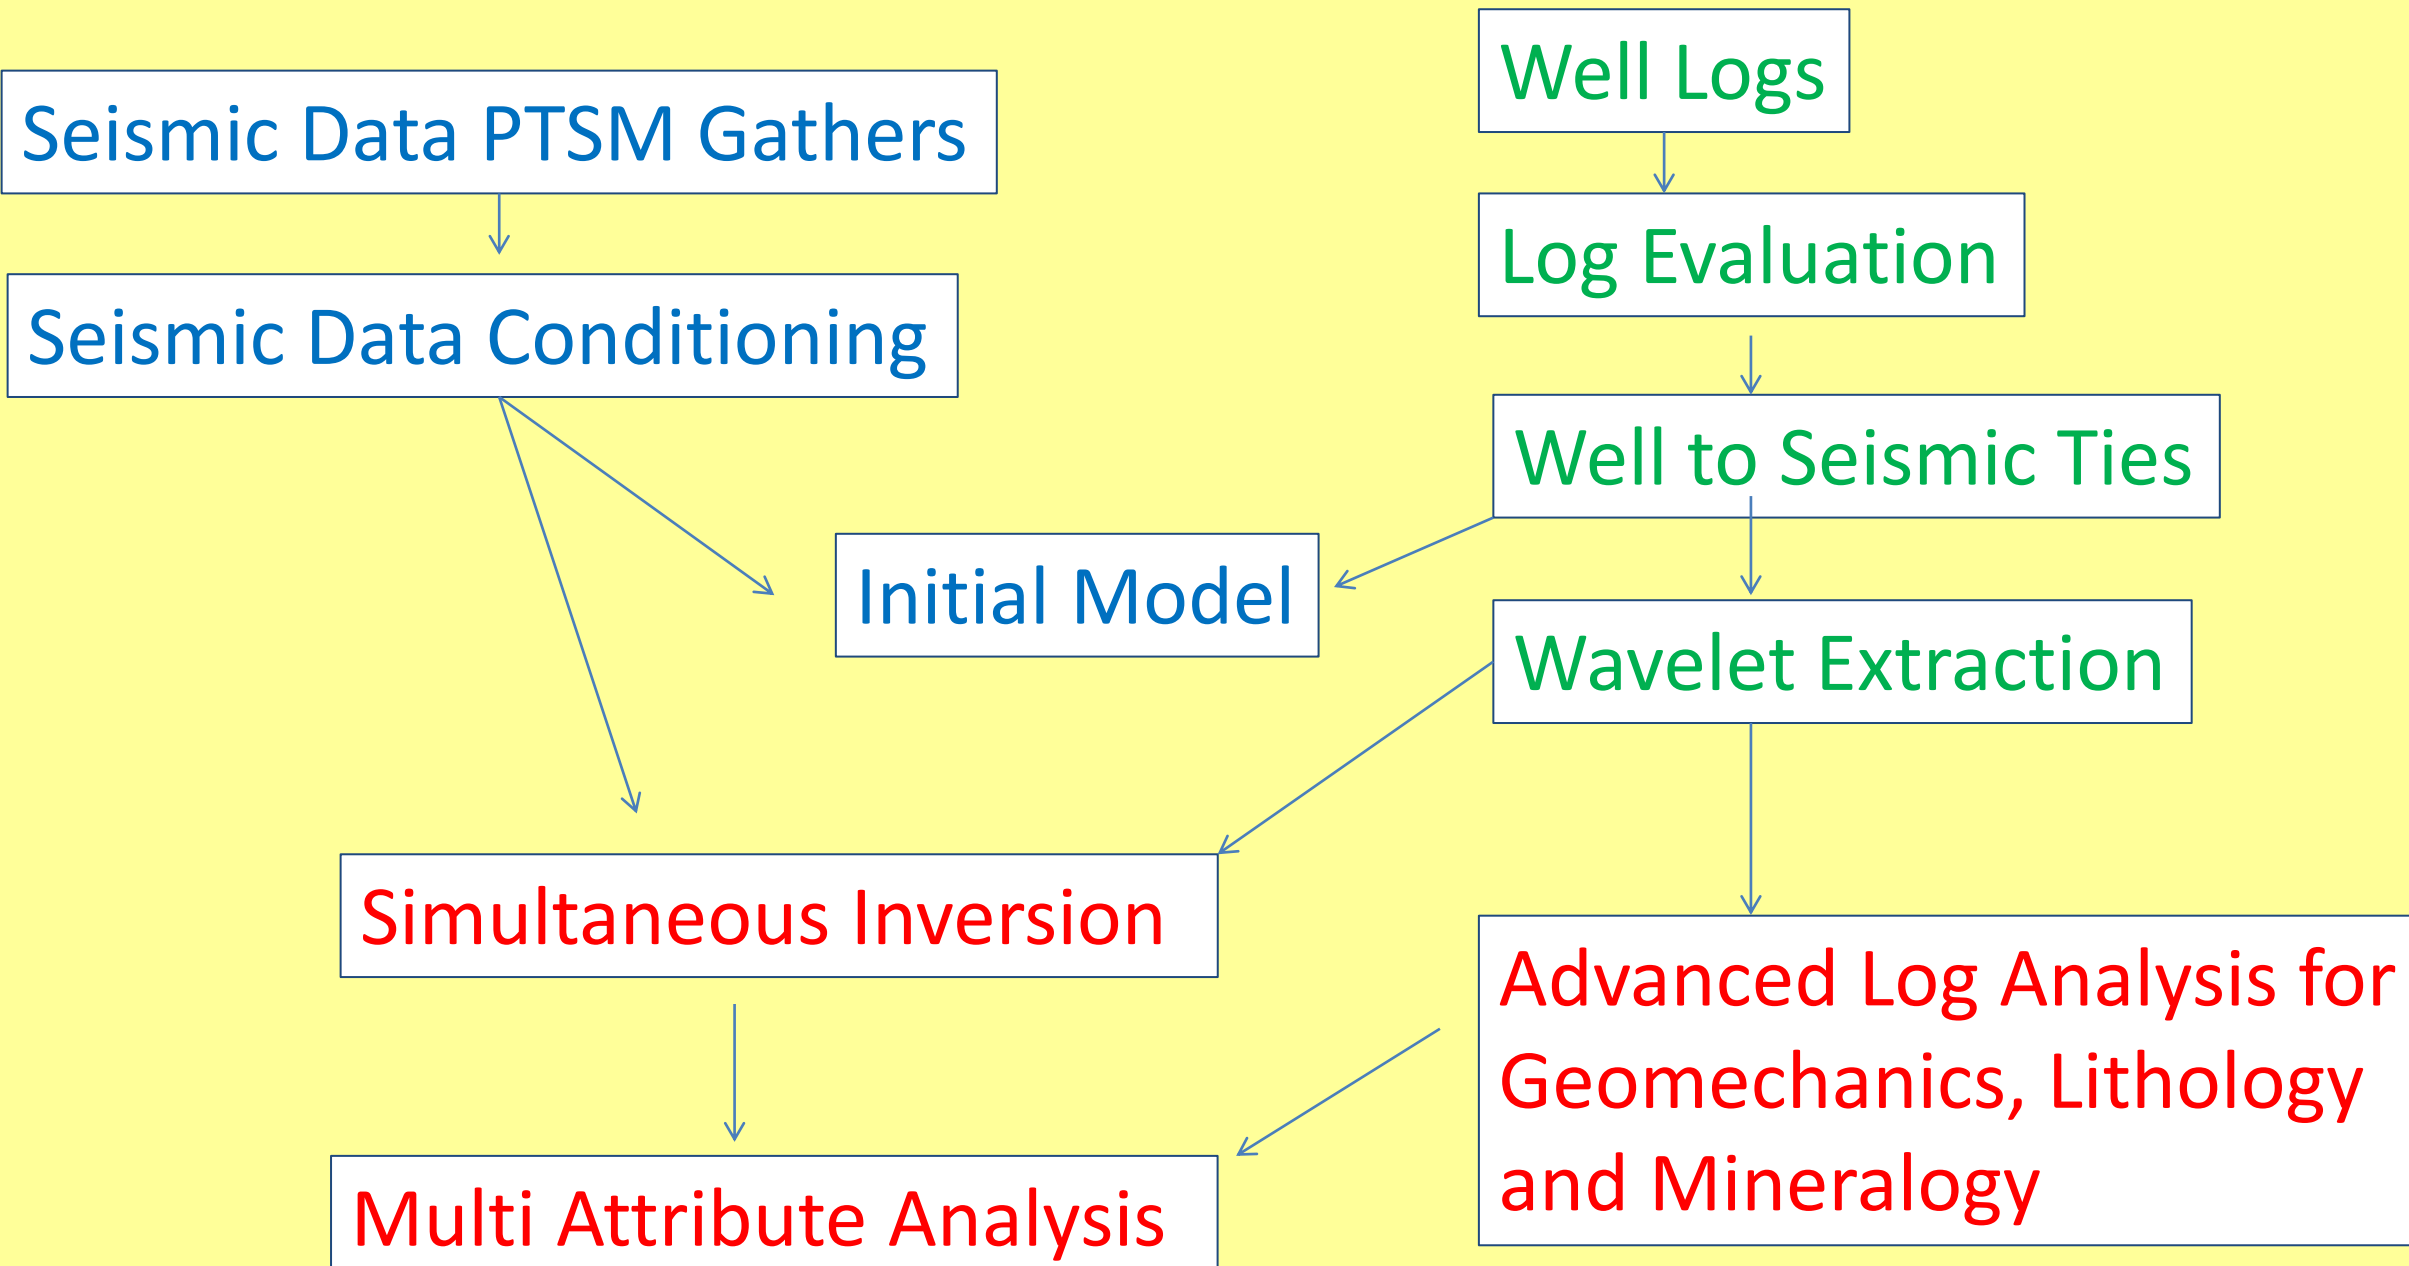 Seismic Data PTSM Gathers
Seismic Data Conditioning
Well Logs
Log Evaluation
Well to Seismic Ties
Initial Model
Wavelet Extraction
Simultaneous Inversion
Advanced Log Analysis for
Geomechanics, Lithology
and Mineralogy
Multi Attribute Analysis